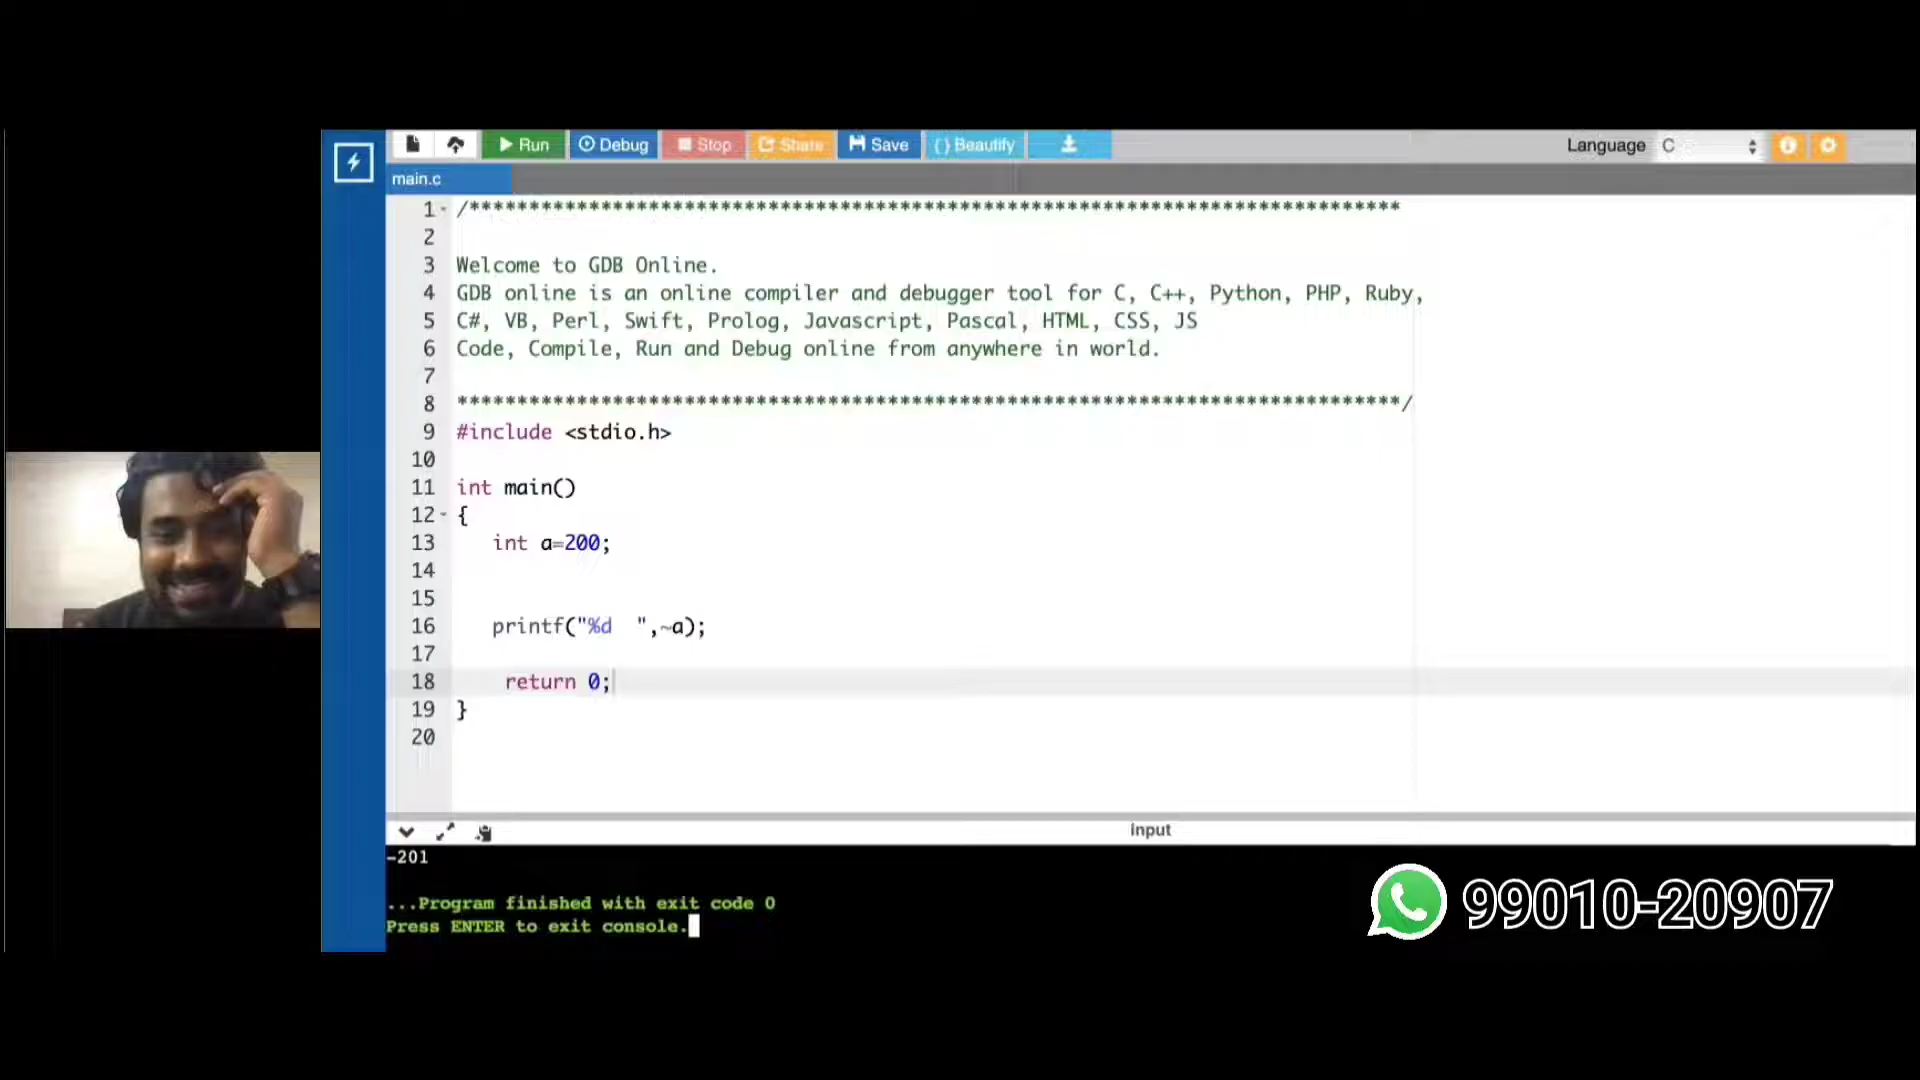 Run Debug Stop Share Save { } Beautify
Language C
main.c
1 /******************************************************************************
2
3 Welcome to GDB Online.
4 GDB online is an online compiler and debugger tool for C, C++, Python, PHP, Ruby,
5 C#, VB, Perl, Swift, Prolog, Javascript, Pascal, HTML, CSS, JS
6 Code, Compile, Run and Debug online from anywhere in world.
7
8 *******************************************************************************/
9 #include <stdio.h>
10
11 int main()
12 {
13 int a=200;
14
15
16 printf("%d  ",~a);
17
18 return 0;
19 }
20
input
-201
...Program finished with exit code 0
Press ENTER to exit console.
99010-20907